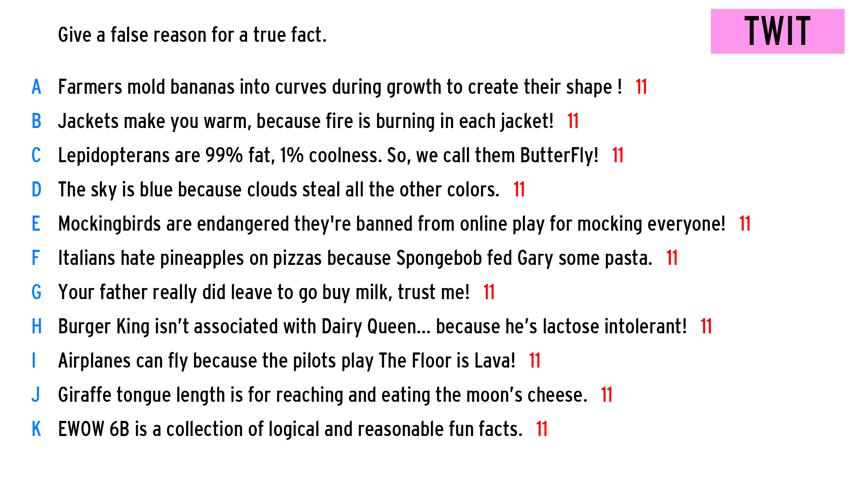 Give a false reason for a true fact.
TWIT
A Farmers mold bananas into curves during growth to create their shape ! 11
B Jackets make you warm, because fire is burning in each jacket! 11
C Lepidopterans are 99% fat, 1% coolness. So, we call them ButterFly! 11
D The sky is blue because clouds steal all the other colors. 11
E Mockingbirds are endangered they're banned from online play for mocking everyone! 11
F Italians hate pineapples on pizzas because Spongebob fed Gary some pasta. 11
G Your father really did leave to go buy milk, trust me! 11
H Burger King isn't associated with Dairy Queen... because he's lactose intolerant! 11
I Airplanes can fly because the pilots play The Floor is Lava! 11
J Giraffe tongue length is for reaching and eating the moon's cheese. 11
K EWOW 6B is a collection of logical and reasonable fun facts. 11